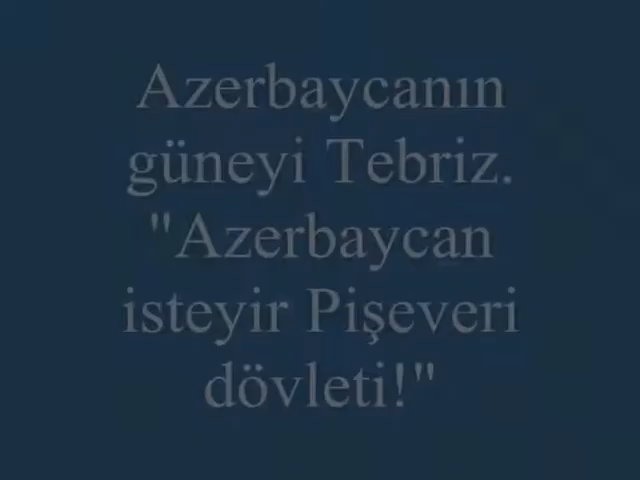 Azerbaycanın
güneyi Tebriz.
"Azerbaycan
isteyir Pişeveri
dövleti!"